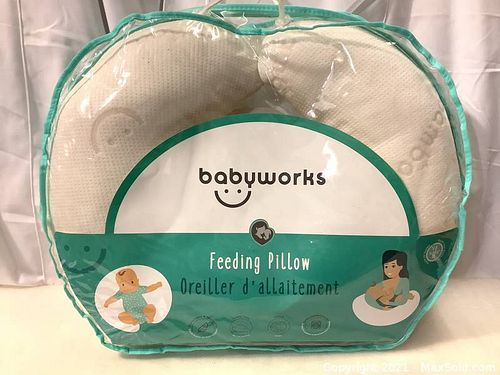 babyworks
Feeding Pillow
Oreiller d'allaitement
Copyright 2021 - MaxSold.com